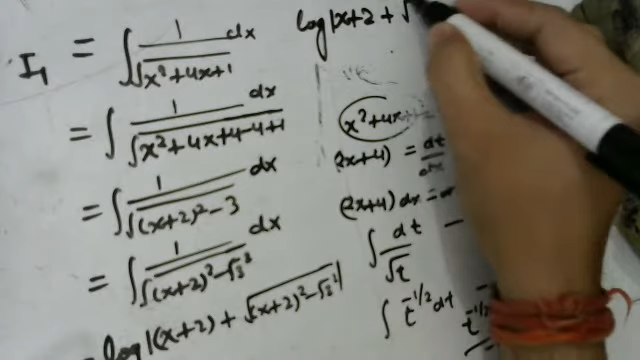 I₁ = ∫ 1/√(x²+4x+1) dx
= ∫ 1/√(x²+4x+4-4+1) dx
= ∫ 1/√((x+2)²-3) dx
= ∫ 1/√((x+2)²-√3²) dx
= log|(x+2) + √((x+2)²-√3²)|
log|x+2 + √
x²+4x
(2x+4) = dt/dx
(2x+4) dx =
∫ dt/√t
∫ t^-1/2 dt
t^-1/2